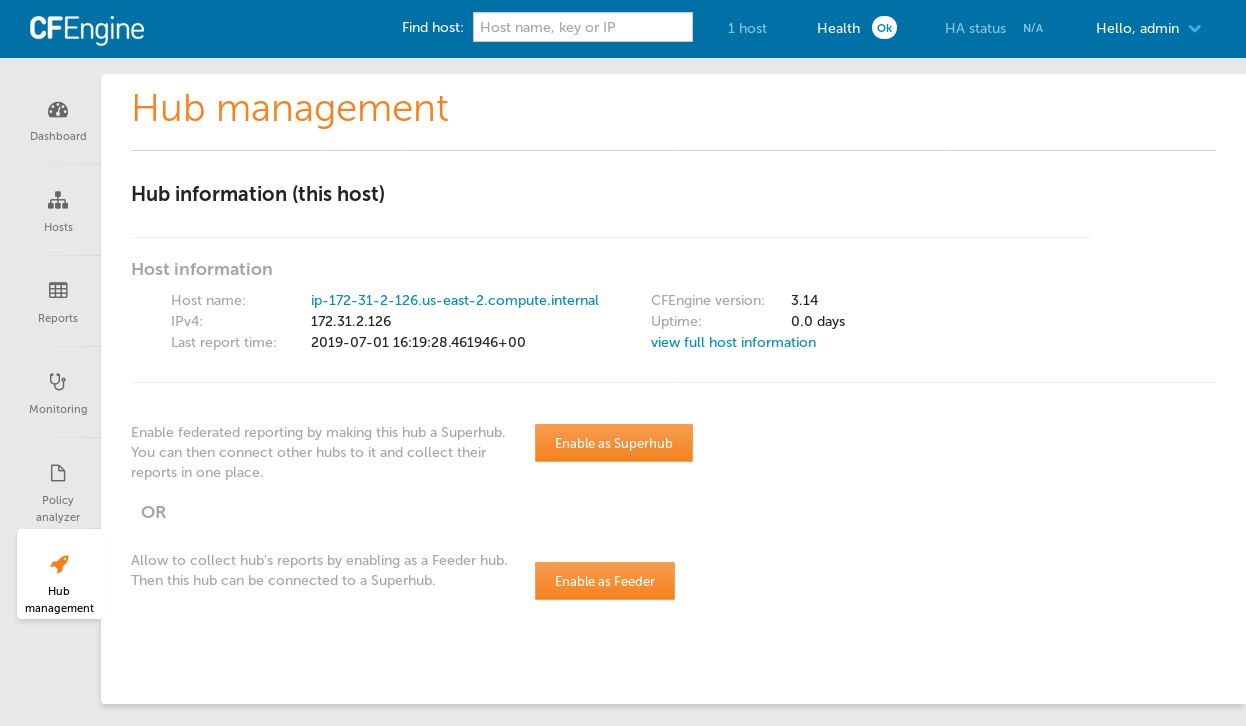 CFEngine
Find host: Host name, key or IP 1 host Health Ok HA status N/A Hello, admin
Dashboard
Hosts
Reports
Monitoring
Policy
analyzer
Hub
management
Hub management
Hub information (this host)
Host information
Host name: ip-172-31-2-126.us-east-2.compute.internal CFEngine version: 3.14
IPv4: 172.31.2.126 Uptime: 0.0 days
Last report time: 2019-07-01 16:19:28.461946+00 view full host information
Enable federated reporting by making this hub a Superhub.
You can then connect other hubs to it and collect their
reports in one place.
Enable as Superhub
OR
Allow to collect hub's reports by enabling as a Feeder hub.
Then this hub can be connected to a Superhub.
Enable as Feeder